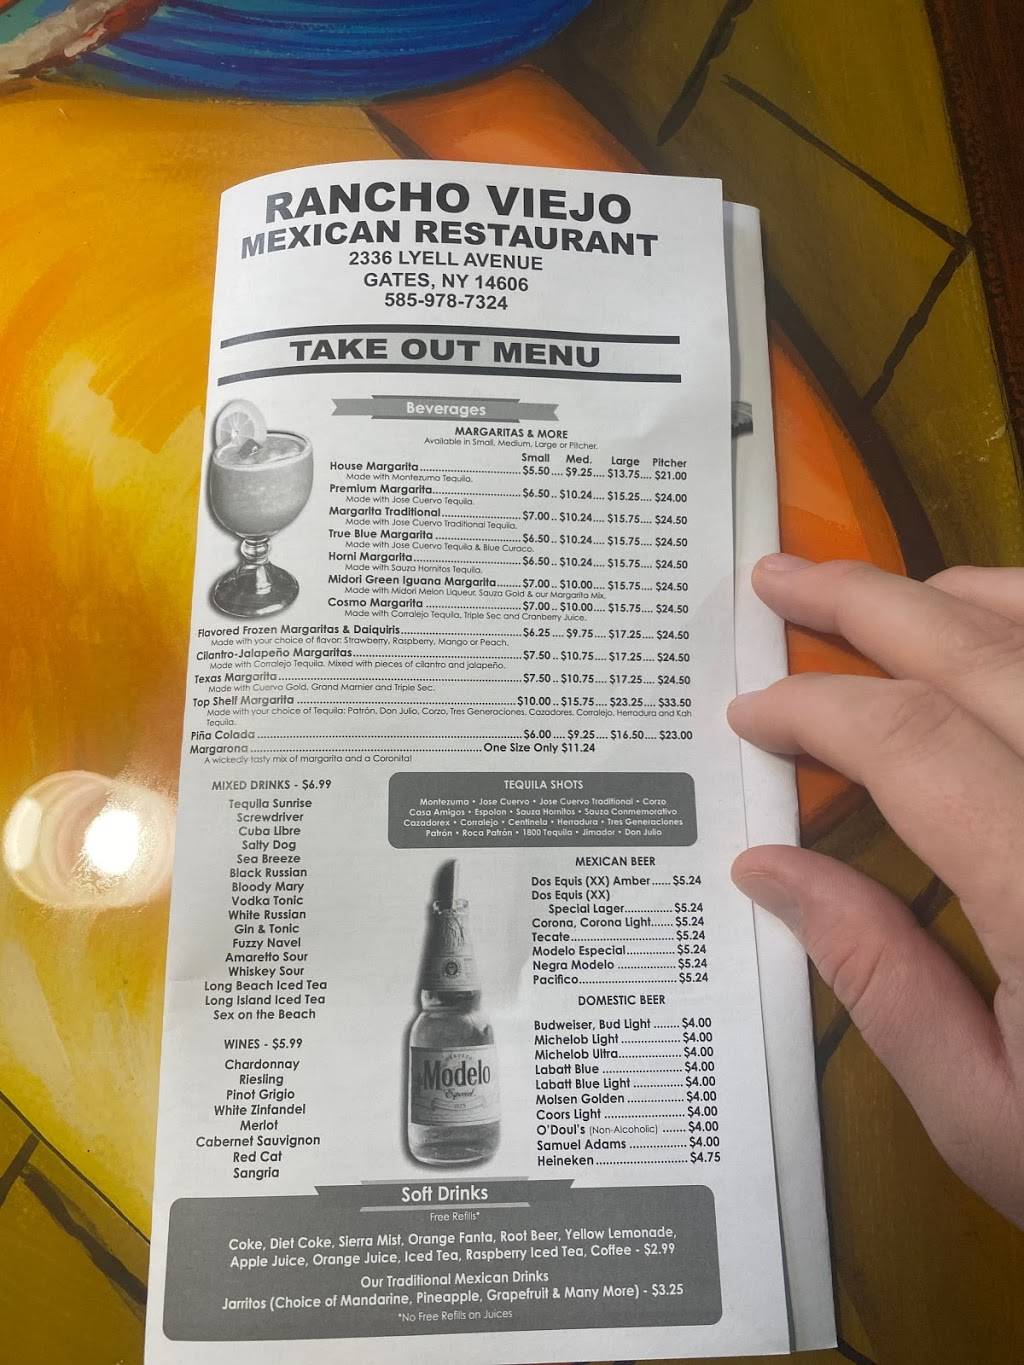 RANCHO VIEJO
MEXICAN RESTAURANT
2336 LYELL AVENUE
GATES, NY 14606
585-978-7324
TAKE OUT MENU
Beverages
MARGARITAS & MORE
Available in Small, Medium, Large or Pitcher.
Small Med. Large Pitcher
House Margarita.....$5.50.... $9.25.... $13.75.... $21.00
Made with Montezuma Tequila.
Premium Margarita.....$6.50.. $10.24.... $15.25.... $24.00
Made with Jose Cuervo Tequila.
Margarita Traditional.....$7.00.. $10.24.... $15.75.... $24.50
Made with Jose Cuervo Traditional Tequila.
True Blue Margarita.....$6.50.. $10.24.... $15.75.... $24.50
Made with Jose Cuervo Tequila & Blue Curaco.
Horni Margarita.....$6.50.. $10.24.... $15.75.... $24.50
Made with Sauza Hornitos Tequila.
Midori Green Iguana Margarita.....$7.00.. $10.00.... $15.75.... $24.50
Made with Midori Melon Liqueur, Sauza Gold & our Margarita Mix.
Cosmo Margarita.....$7.00.. $10.00.... $15.75.... $24.50
Made with Corralejo Tequila, Triple Sec and Cranberry Juice.
Flavored Frozen Margaritas & Daiquiris.....$6.25.... $9.75.... $17.25.... $24.50
Made with your choice of flavor: Strawberry, Raspberry, Mango or Peach.
Cilantro-Jalapeño Margaritas.....$7.50.. $10.75.... $17.25.... $24.50
Made with Corralejo Tequila. Mixed with pieces of cilantro and jalapeño.
Texas Margarita.....$7.50.. $10.75.... $17.25.... $24.50
Made with Cuervo Gold, Grand Marnier and Triple Sec.
Top Shelf Margarita.....$10.00.. $15.75.... $23.25.... $33.50
Made with your choice of Tequila: Patrón, Don Julio, Corzo, Tres Generaciones, Cazadores, Corralejo, Herradura and Kah
Tequila.
Piña Colada.....$6.00.... $9.25.... $16.50.... $23.00
Margarona.....One Size Only $11.24
A wickedly tasty mix of margarita and a Coronita!
MIXED DRINKS - $6.99
Tequila Sunrise
Screwdriver
Cuba Libre
Salty Dog
Sea Breeze
Black Russian
Bloody Mary
Vodka Tonic
White Russian
Gin & Tonic
Fuzzy Navel
Amaretto Sour
Whiskey Sour
Long Beach Iced Tea
Long Island Iced Tea
Sex on the Beach
WINES - $5.99
Chardonnay
Riesling
Pinot Grigio
White Zinfandel
Merlot
Cabernet Sauvignon
Red Cat
Sangria
TEQUILA SHOTS
Montezuma • Jose Cuervo • Jose Cuervo Traditional • Corzo
Casa Amigos • Espolon • Sauza Hornitos • Sauza Conmemorativo
Cazadorex • Corralejo • Centinela • Herradura • Tres Generaciones
Patrón • Roca Patrón • 1800 Tequila • Jimador • Don Julio
MEXICAN BEER
Dos Equis (XX) Amber......$5.24
Dos Equis (XX)
Special Lager.....$5.24
Corona, Corona Light.......$5.24
Tecate.....$5.24
Modelo Especial.....$5.24
Negra Modelo.....$5.24
Pacífico.....$5.24
DOMESTIC BEER
Budweiser, Bud Light........$4.00
Michelob Light.....$4.00
Michelob Ultra.....$4.00
Labatt Blue.....$4.00
Labatt Blue Light.....$4.00
Molsen Golden.....$4.00
Coors Light.....$4.00
O'Doul's (Non-Alcoholic).......$4.00
Samuel Adams.....$4.00
Heineken.....$4.75
Modelo
Especial
Soft Drinks
Free Refills*
Coke, Diet Coke, Sierra Mist, Orange Fanta, Root Beer, Yellow Lemonade,
Apple Juice, Orange Juice, Iced Tea, Raspberry Iced Tea, Coffee - $2.99
Our Traditional Mexican Drinks
Jarritos (Choice of Mandarine, Pineapple, Grapefruit & Many More) - $3.25
*No Free Refills on Juices